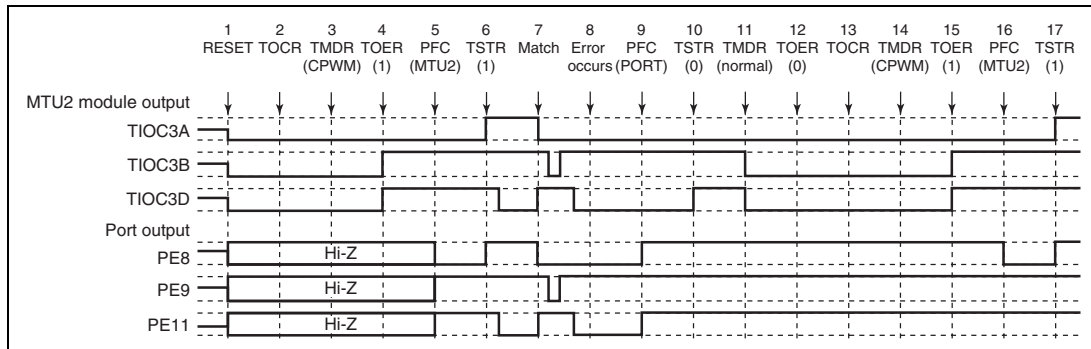 1 2 3 4 5 6 7 8 9 10 11 12 13 14 15 16 17
RESET TOCR TMDR TOER PFC TSTR Match Error PFC TSTR TMDR TOER TOCR TMDR TOER PFC TSTR
(CPWM) (1) (MTU2) (1) occurs (PORT) (0) (normal) (0) (CPWM) (1) (MTU2) (1)
MTU2 module output
TIOC3A
TIOC3B
TIOC3D
Port output
PE8 Hi-Z
PE9 Hi-Z
PE11 Hi-Z